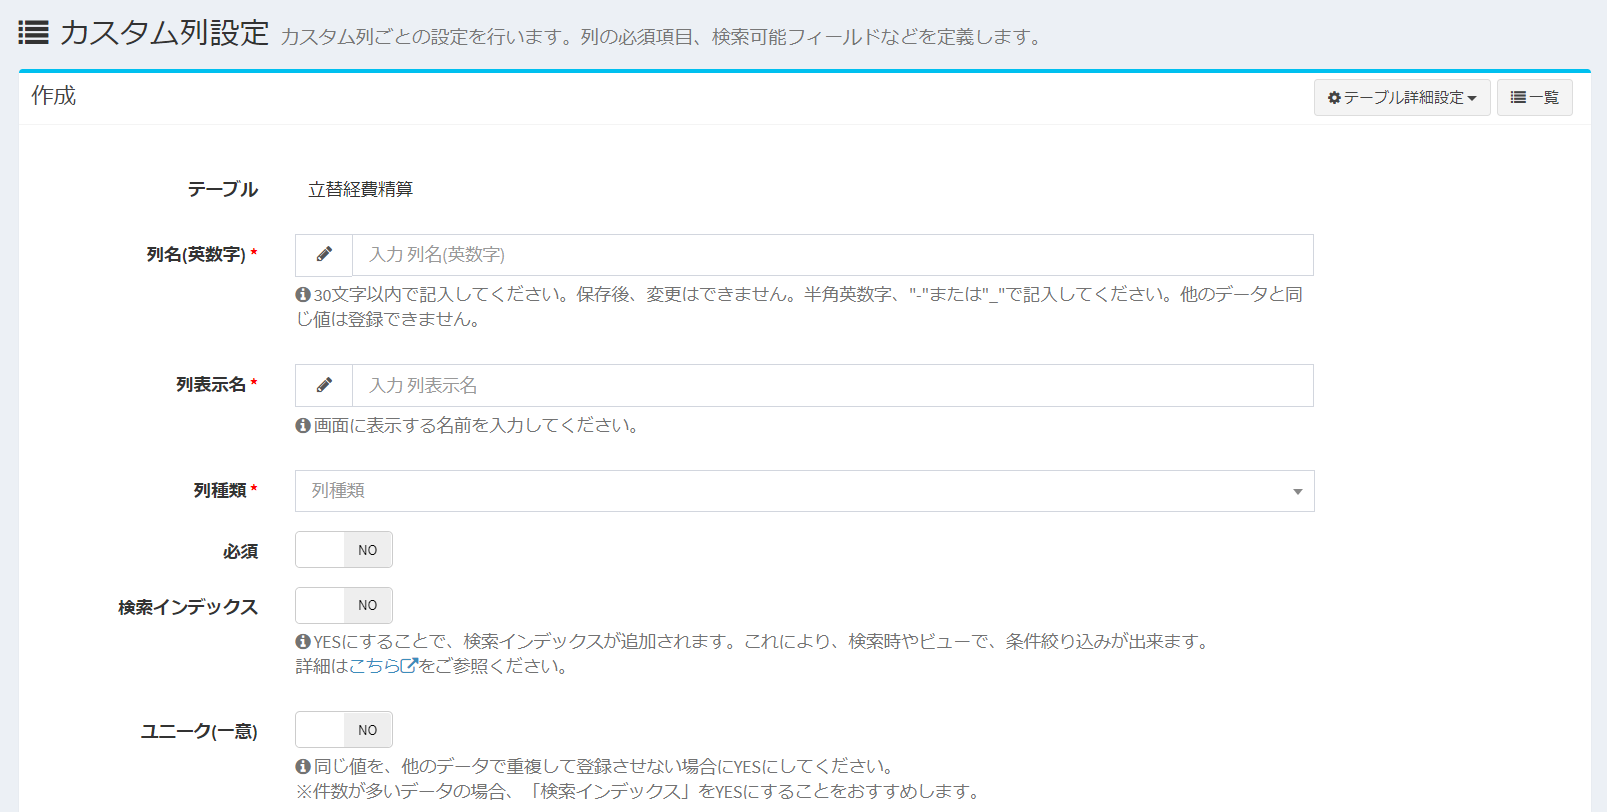 カスタム列設定 カスタム列ごとの設定を行います。列の必須項目、検索可能フィールドなどを定義します。
作成 テーブル詳細設定 一覧
テーブル 立替経費精算
列名(英数字) * 入力 列名(英数字)
30文字以内で記入してください。保存後、変更はできません。半角英数字、"-"または"_"で記入してください。他のデータと同
じ値は登録できません。
列表示名 * 入力 列表示名
画面に表示する名前を入力してください。
列種類 * 列種類
必須 NO
検索インデックス NO
YESにすることで、検索インデックスが追加されます。これにより、検索時やビューで、条件絞り込みが出来ます。
詳細はこちらをご参照ください。
ユニーク(一意) NO
同じ値を、他のデータで重複して登録させない場合にYESにしてください。
※件数が多いデータの場合、「検索インデックス」をYESにすることをおすすめします。